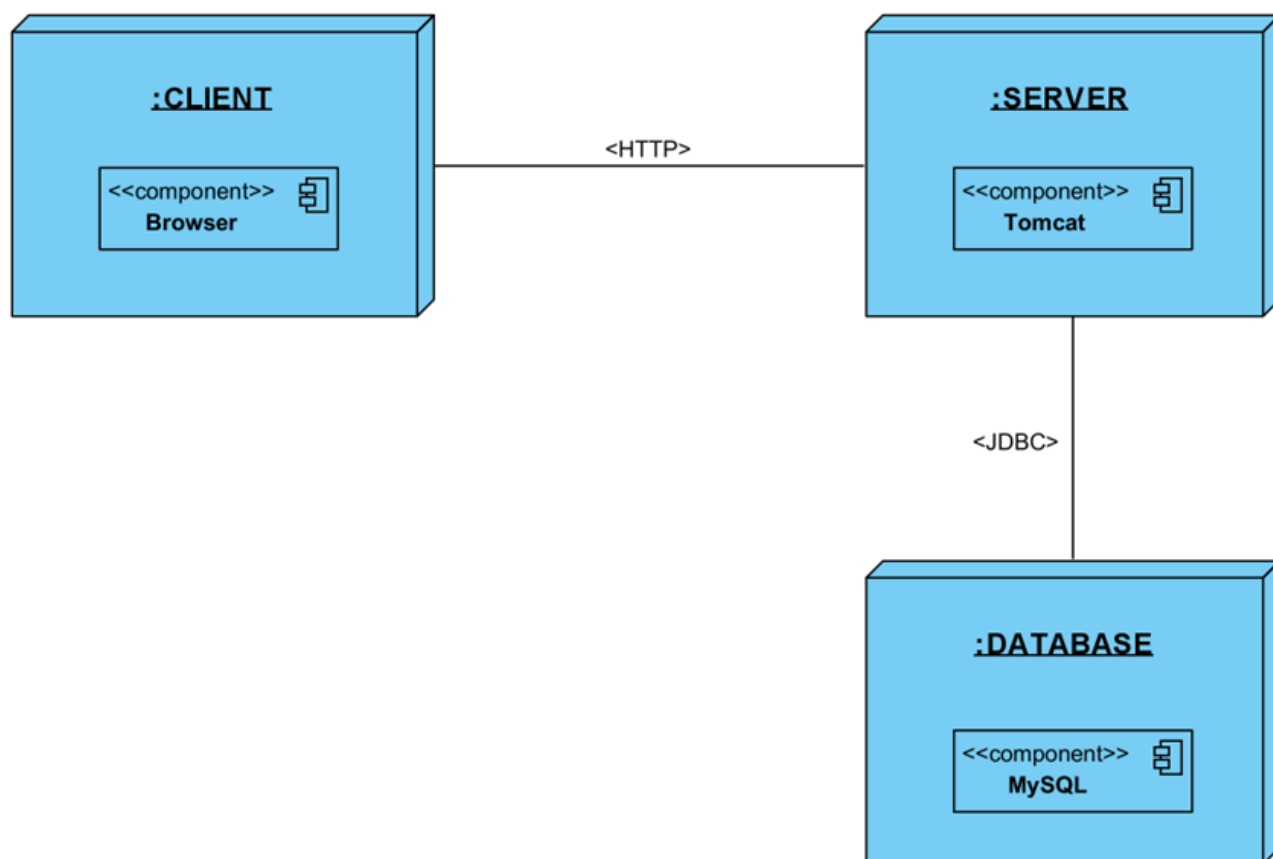 :CLIENT
<<component>>
Browser
<HTTP>
:SERVER
<<component>>
Tomcat
<JDBC>
:DATABASE
<<component>>
MySQL